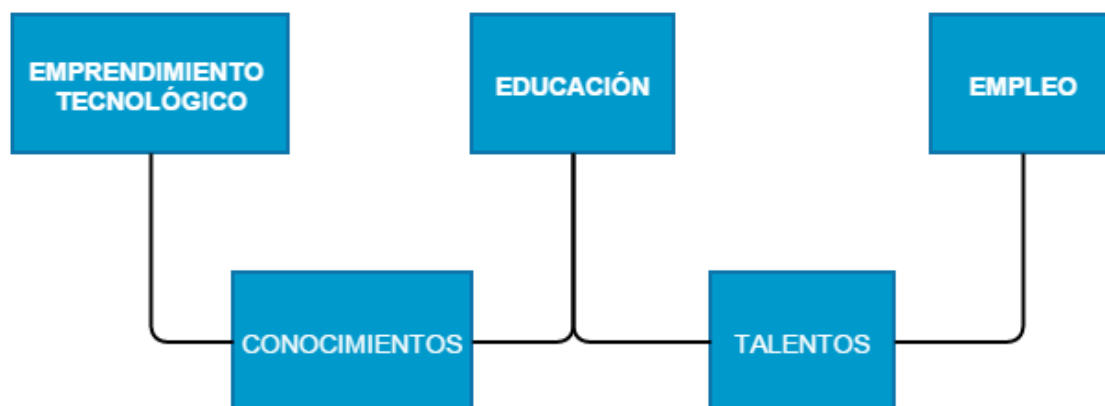 EMPRENDIMIENTO
TECNOLÓGICO
EDUCACIÓN
EMPLEO
CONOCIMIENTOS
TALENTOS